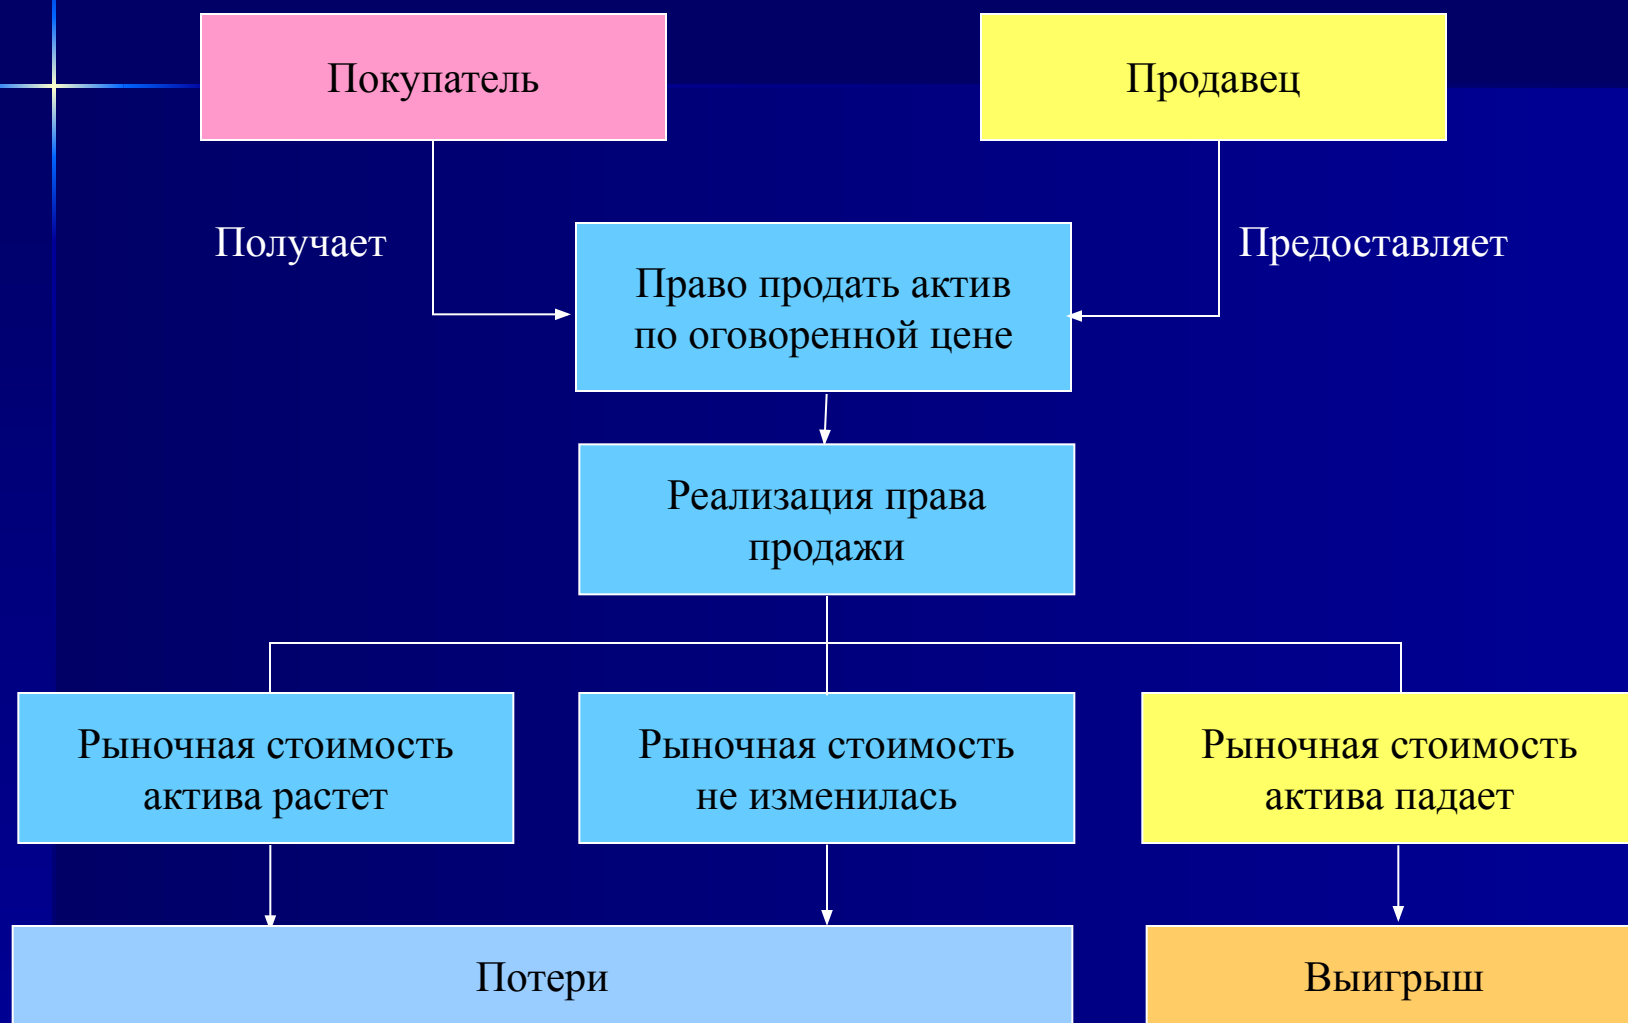 Покупатель
Продавец
Получает
Предоставляет
Право продать актив
по оговоренной цене
Реализация права
продажи
Рыночная стоимость
актива растет
Рыночная стоимость
не изменилась
Рыночная стоимость
актива падает
Потери
Выигрыш